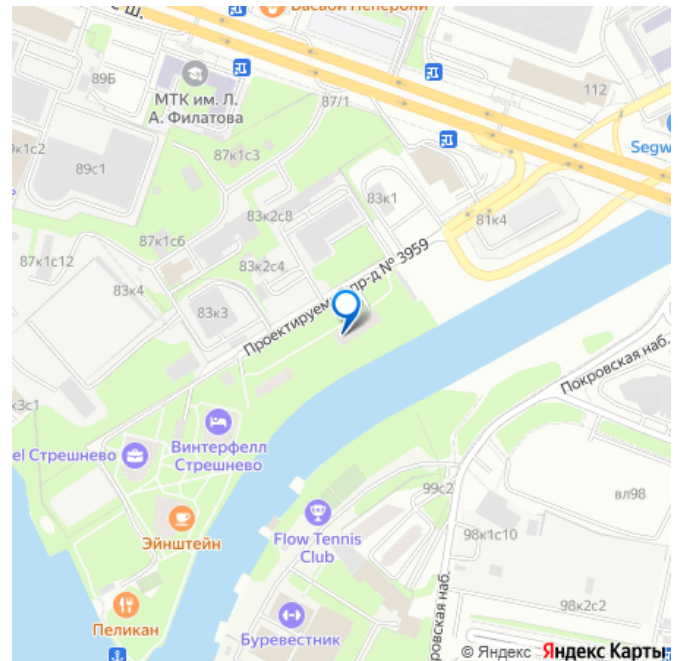 Ш.
Васаби Пеперони
89Б
МТК им. Л.
А. Филатова
87/1
112
9к1с2
89с1
87к1с3
Segw
83к1
83к2с8
81к4
87к1с6
87к1с12
83к2с4
83к4
Проектируемый пр-д № 3959
83к3
Покровская наб.
к3с1
el Стрешнево
Винтерфелл
Стрешнево
99с2
вл98
Flow Tennis
Club
98к1с10
Эйнштейн
98к2с2
Пеликан
Буревестник
ровская наб.
© Яндекс Яндекс Карты